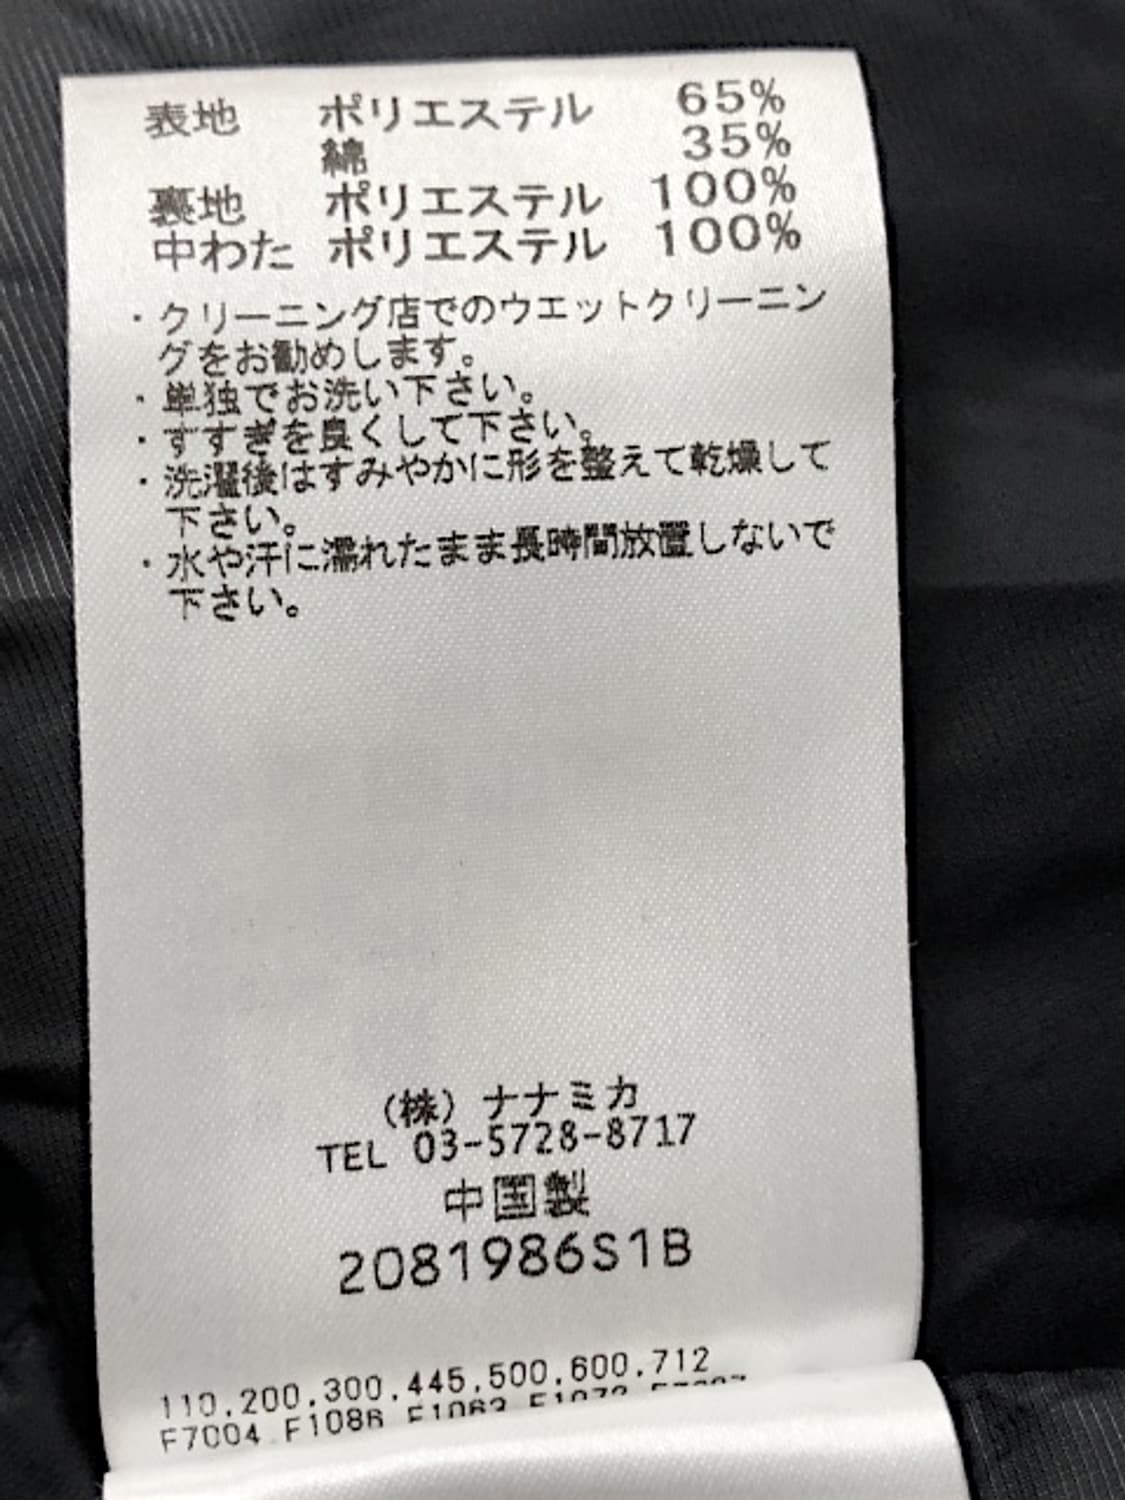 表地 ポリエステル 65%
綿 35%
裏地 ポリエステル 100%
中わた ポリエステル 100%
・クリーニング店でのウエットクリーニン
グをお勧めします。
・単独でお洗い下さい。
・すすぎを良くして下さい。
・洗濯後はすみやかに形を整えて乾燥して
下さい。
・水や汗に濡れたまま長時間放置しないで
下さい。
(株) ナナミカ
TEL 03-5728-8717
中国製
2081986S1B
110.200.300.445.500.600.712
F7004 F1086 F1063